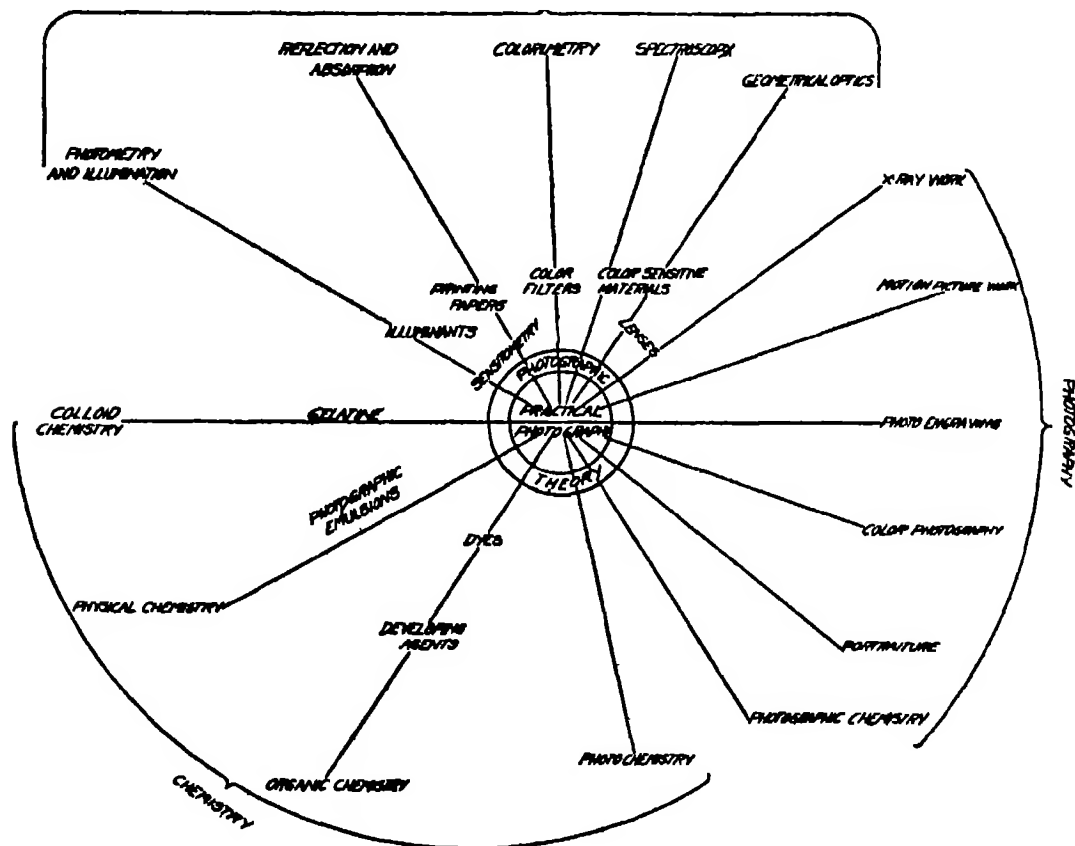 REFLECTION AND
ABSORPTION
COLORIMETRY
SPECTROSCOPY
GEOMETRICAL OPTICS
PHOTOMETRY
AND ILLUMINATION
X-RAY WORK
MOTION PICTURE WORK
PRINTING
PAPERS
COLOR
FILTERS
COLOR SENSITIVE
MATERIALS
ILLUMINANTS
SENSITOMETRY
LENSES
PHOTOGRAPHIC
PRACTICAL
PHOTOGRAPHY
THEORY
COLLOID
CHEMISTRY
GELATINE
PHOTO ENGRAVING
PHOTOGRAPHY
PHOTOGRAPHIC
EMULSIONS
DYES
COLOR PHOTOGRAPHY
PHYSICAL CHEMISTRY
DEVELOPING
AGENTS
PORTRAITURE
PHOTOGRAPHIC CHEMISTRY
PHOTOCHEMISTRY
ORGANIC CHEMISTRY
CHEMISTRY